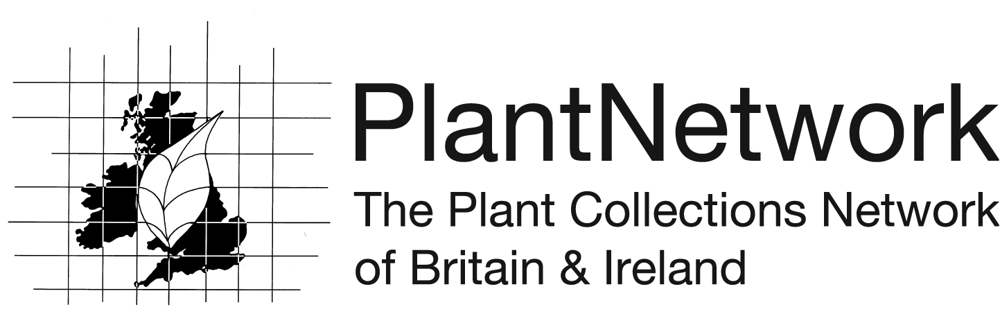 PlantNetwork
The Plant Collections Network
of Britain & Ireland